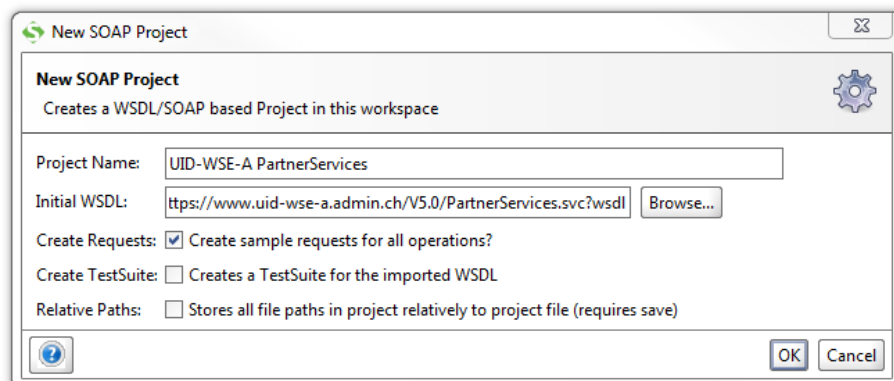 New SOAP Project
New SOAP Project
Creates a WSDL/SOAP based Project in this workspace
Project Name: UID-WSE-A PartnerServices
Initial WSDL: ttps://www.uid-wse-a.admin.ch/V5.0/PartnerServices.svc?wsdl Browse...
Create Requests: Create sample requests for all operations?
Create TestSuite: Creates a TestSuite for the imported WSDL
Relative Paths: Stores all file paths in project relatively to project file (requires save)
? OK Cancel